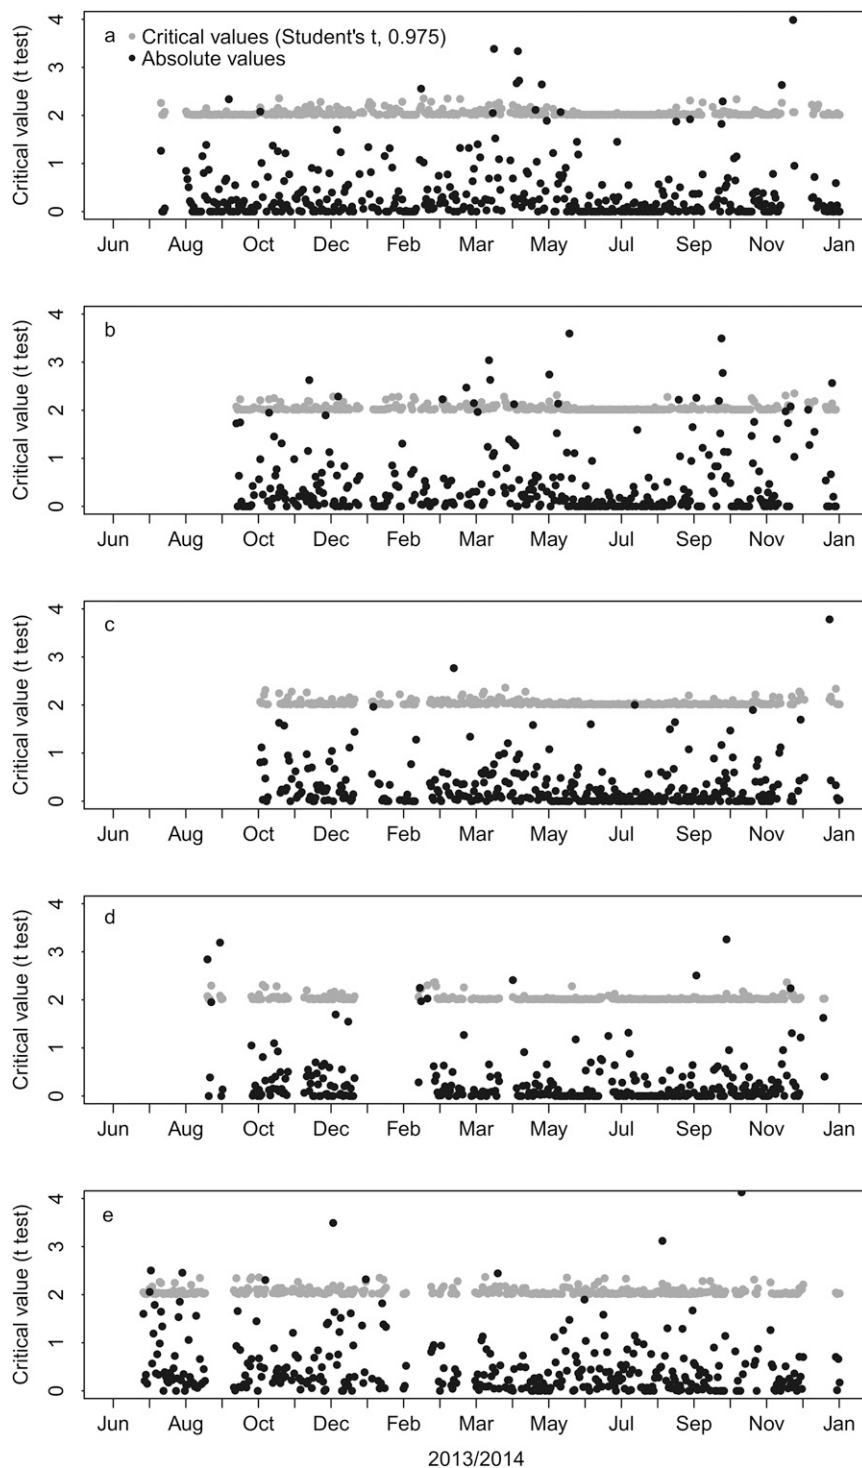 a
Critical values (Student's t, 0.975)
Absolute values
Critical value (t test)
4
3
2
1
0
Jun Aug Oct Dec Feb Mar May Jul Sep Nov Jan
b
Critical value (t test)
4
3
2
1
0
Jun Aug Oct Dec Feb Mar May Jul Sep Nov Jan
c
Critical value (t test)
4
3
2
1
0
Jun Aug Oct Dec Feb Mar May Jul Sep Nov Jan
d
Critical value (t test)
4
3
2
1
0
Jun Aug Oct Dec Feb Mar May Jul Sep Nov Jan
e
Critical value (t test)
4
3
2
1
0
Jun Aug Oct Dec Feb Mar May Jul Sep Nov Jan
2013/2014